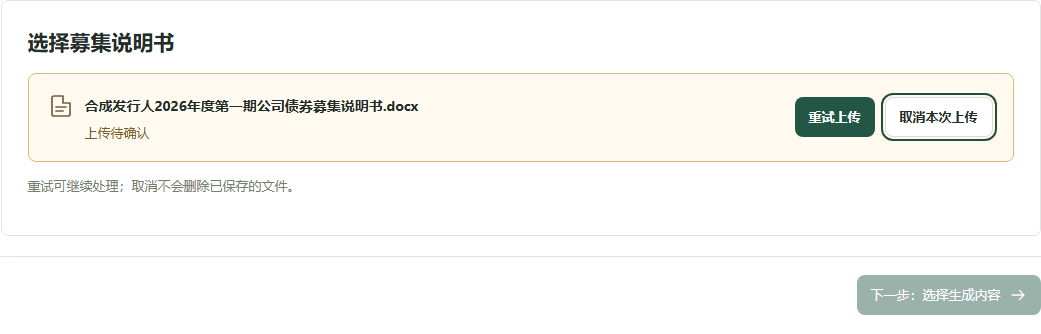 选择募集说明书
合成发行人2026年度第一期公司债券募集说明书.docx
上传待确认
重试上传
取消本次上传
重试可继续处理；取消不会删除已保存的文件。
下一步：选择生成内容 →